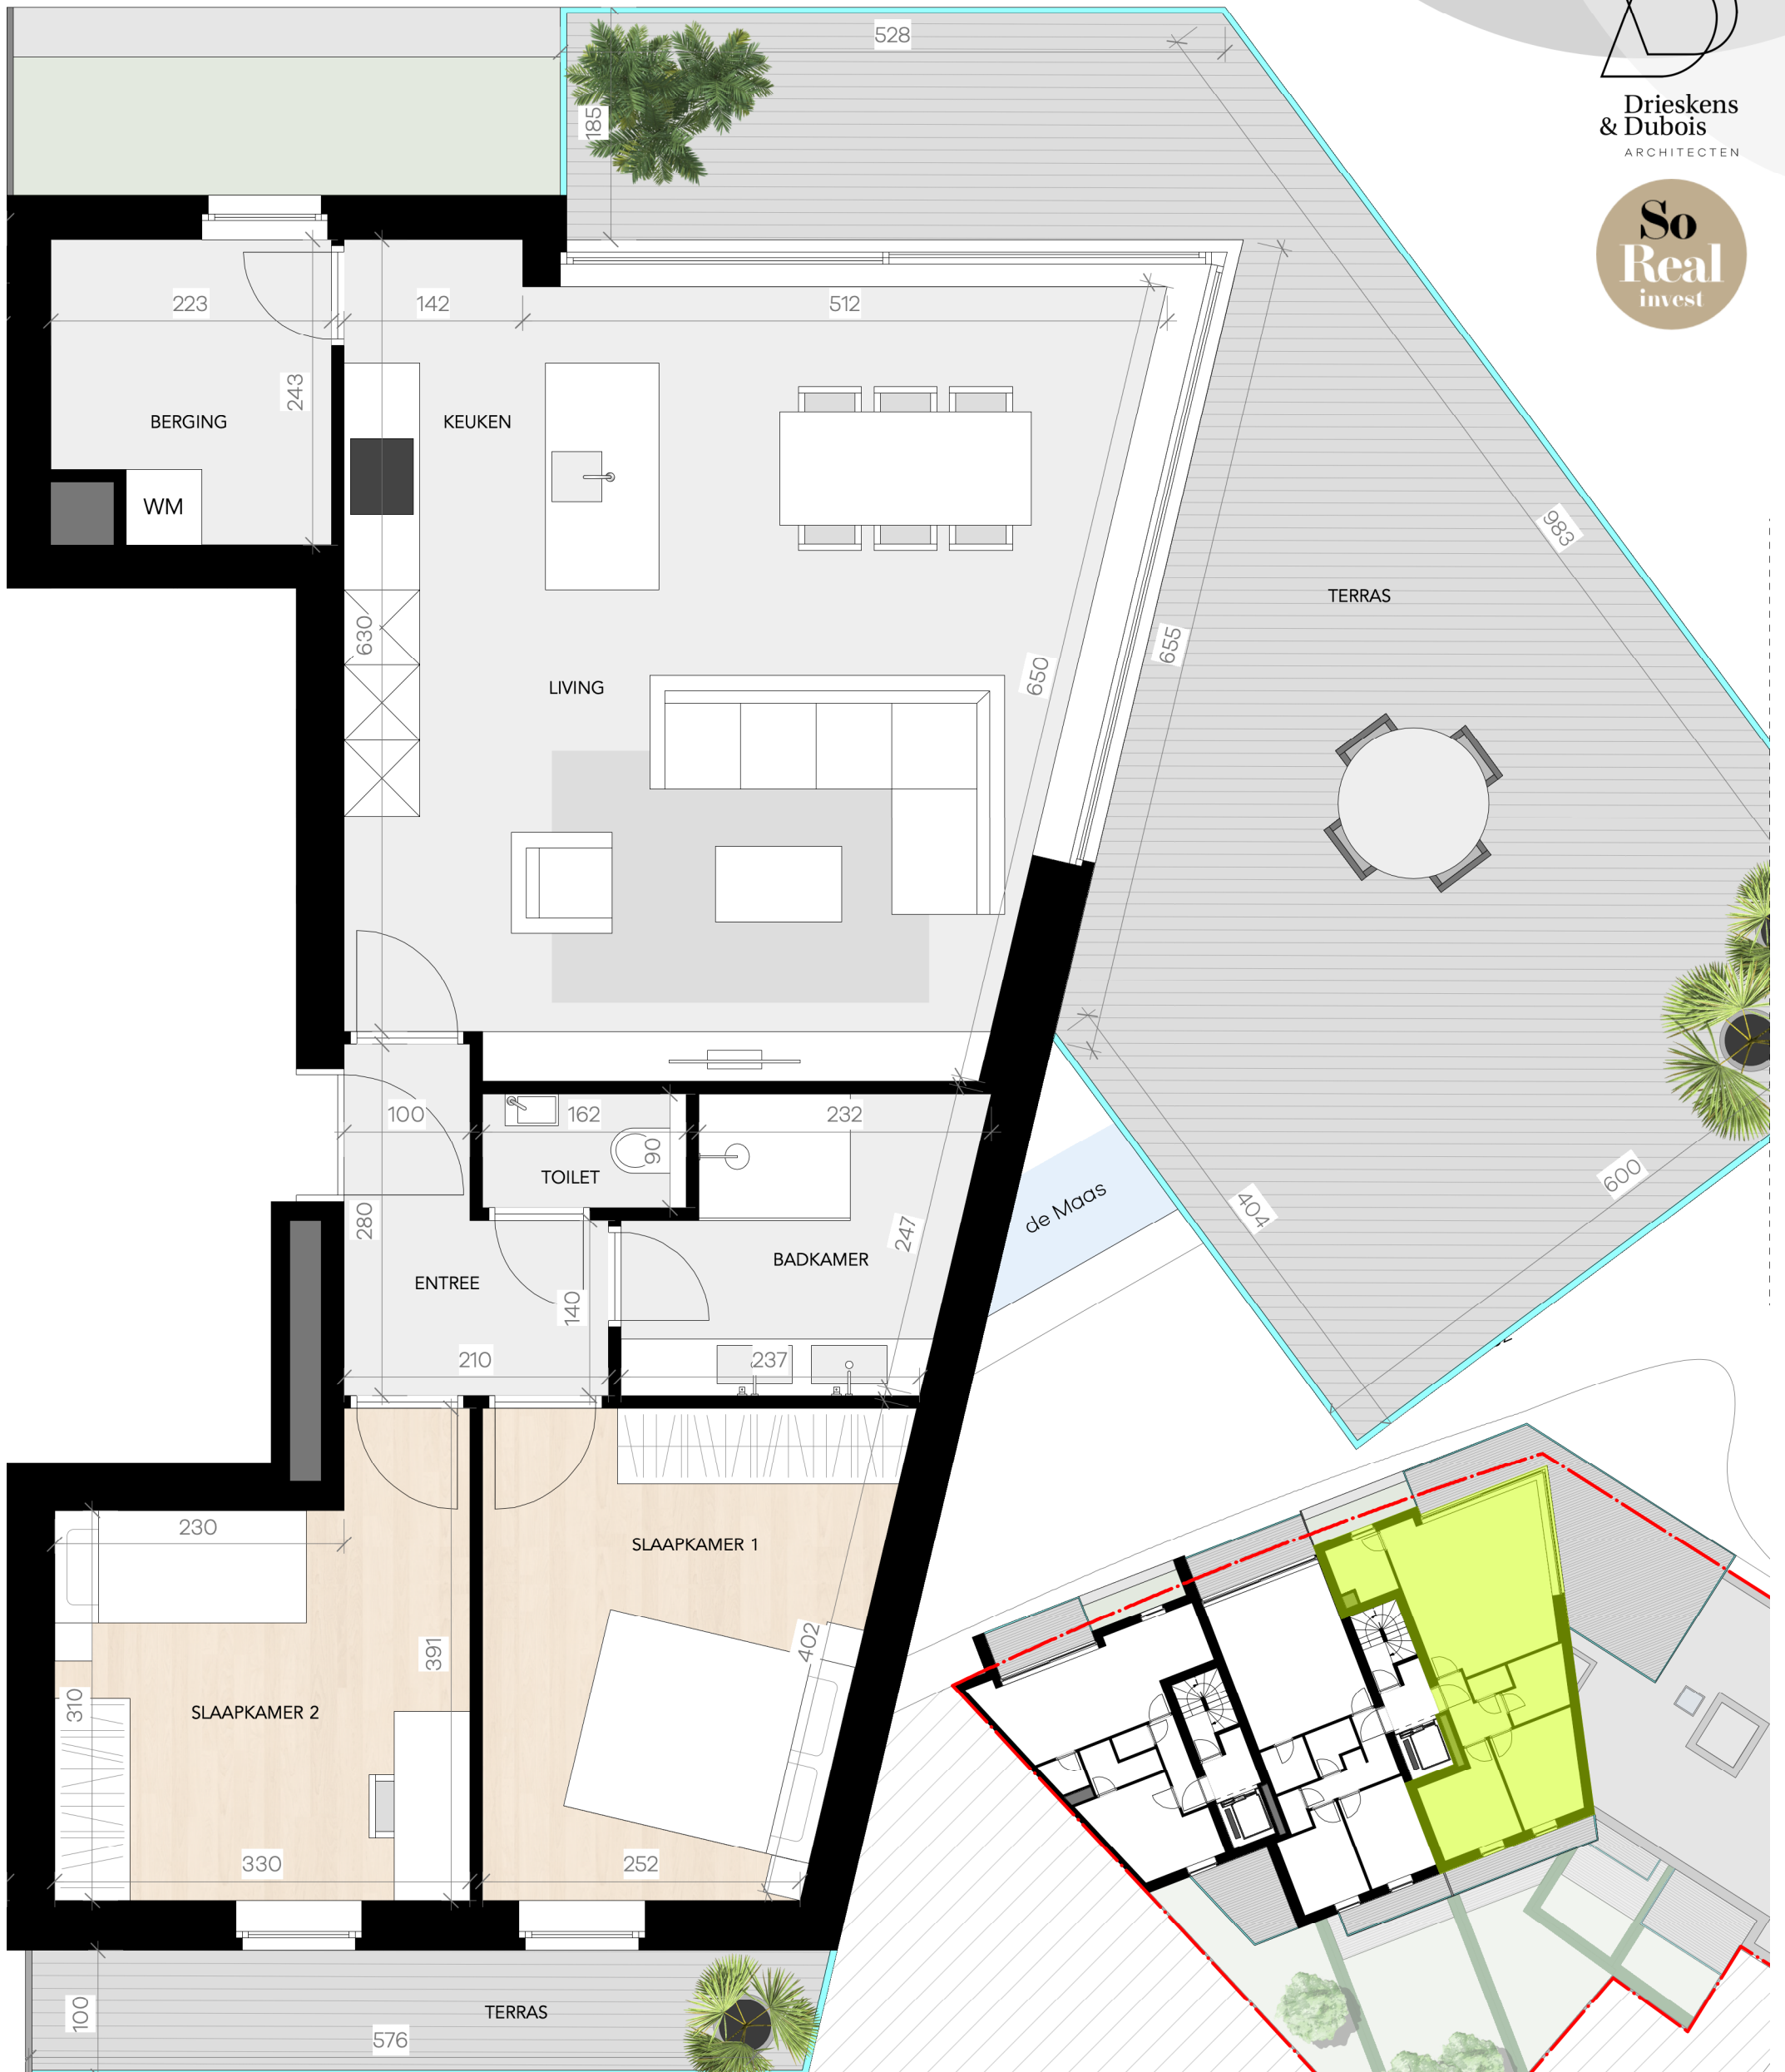 528
185
Drieskens
& Dubois
ARCHITECTEN
So
Real
invest
223
142
512
243
BERGING
KEUKEN
WM
983
TERRAS
630
655
650
LIVING
100
162
232
90
TOILET
280
de Maas
600
404
247
BADKAMER
ENTREE
140
210
237
230
SLAAPKAMER 1
402
391
310
SLAAPKAMER 2
330
252
100
TERRAS
576